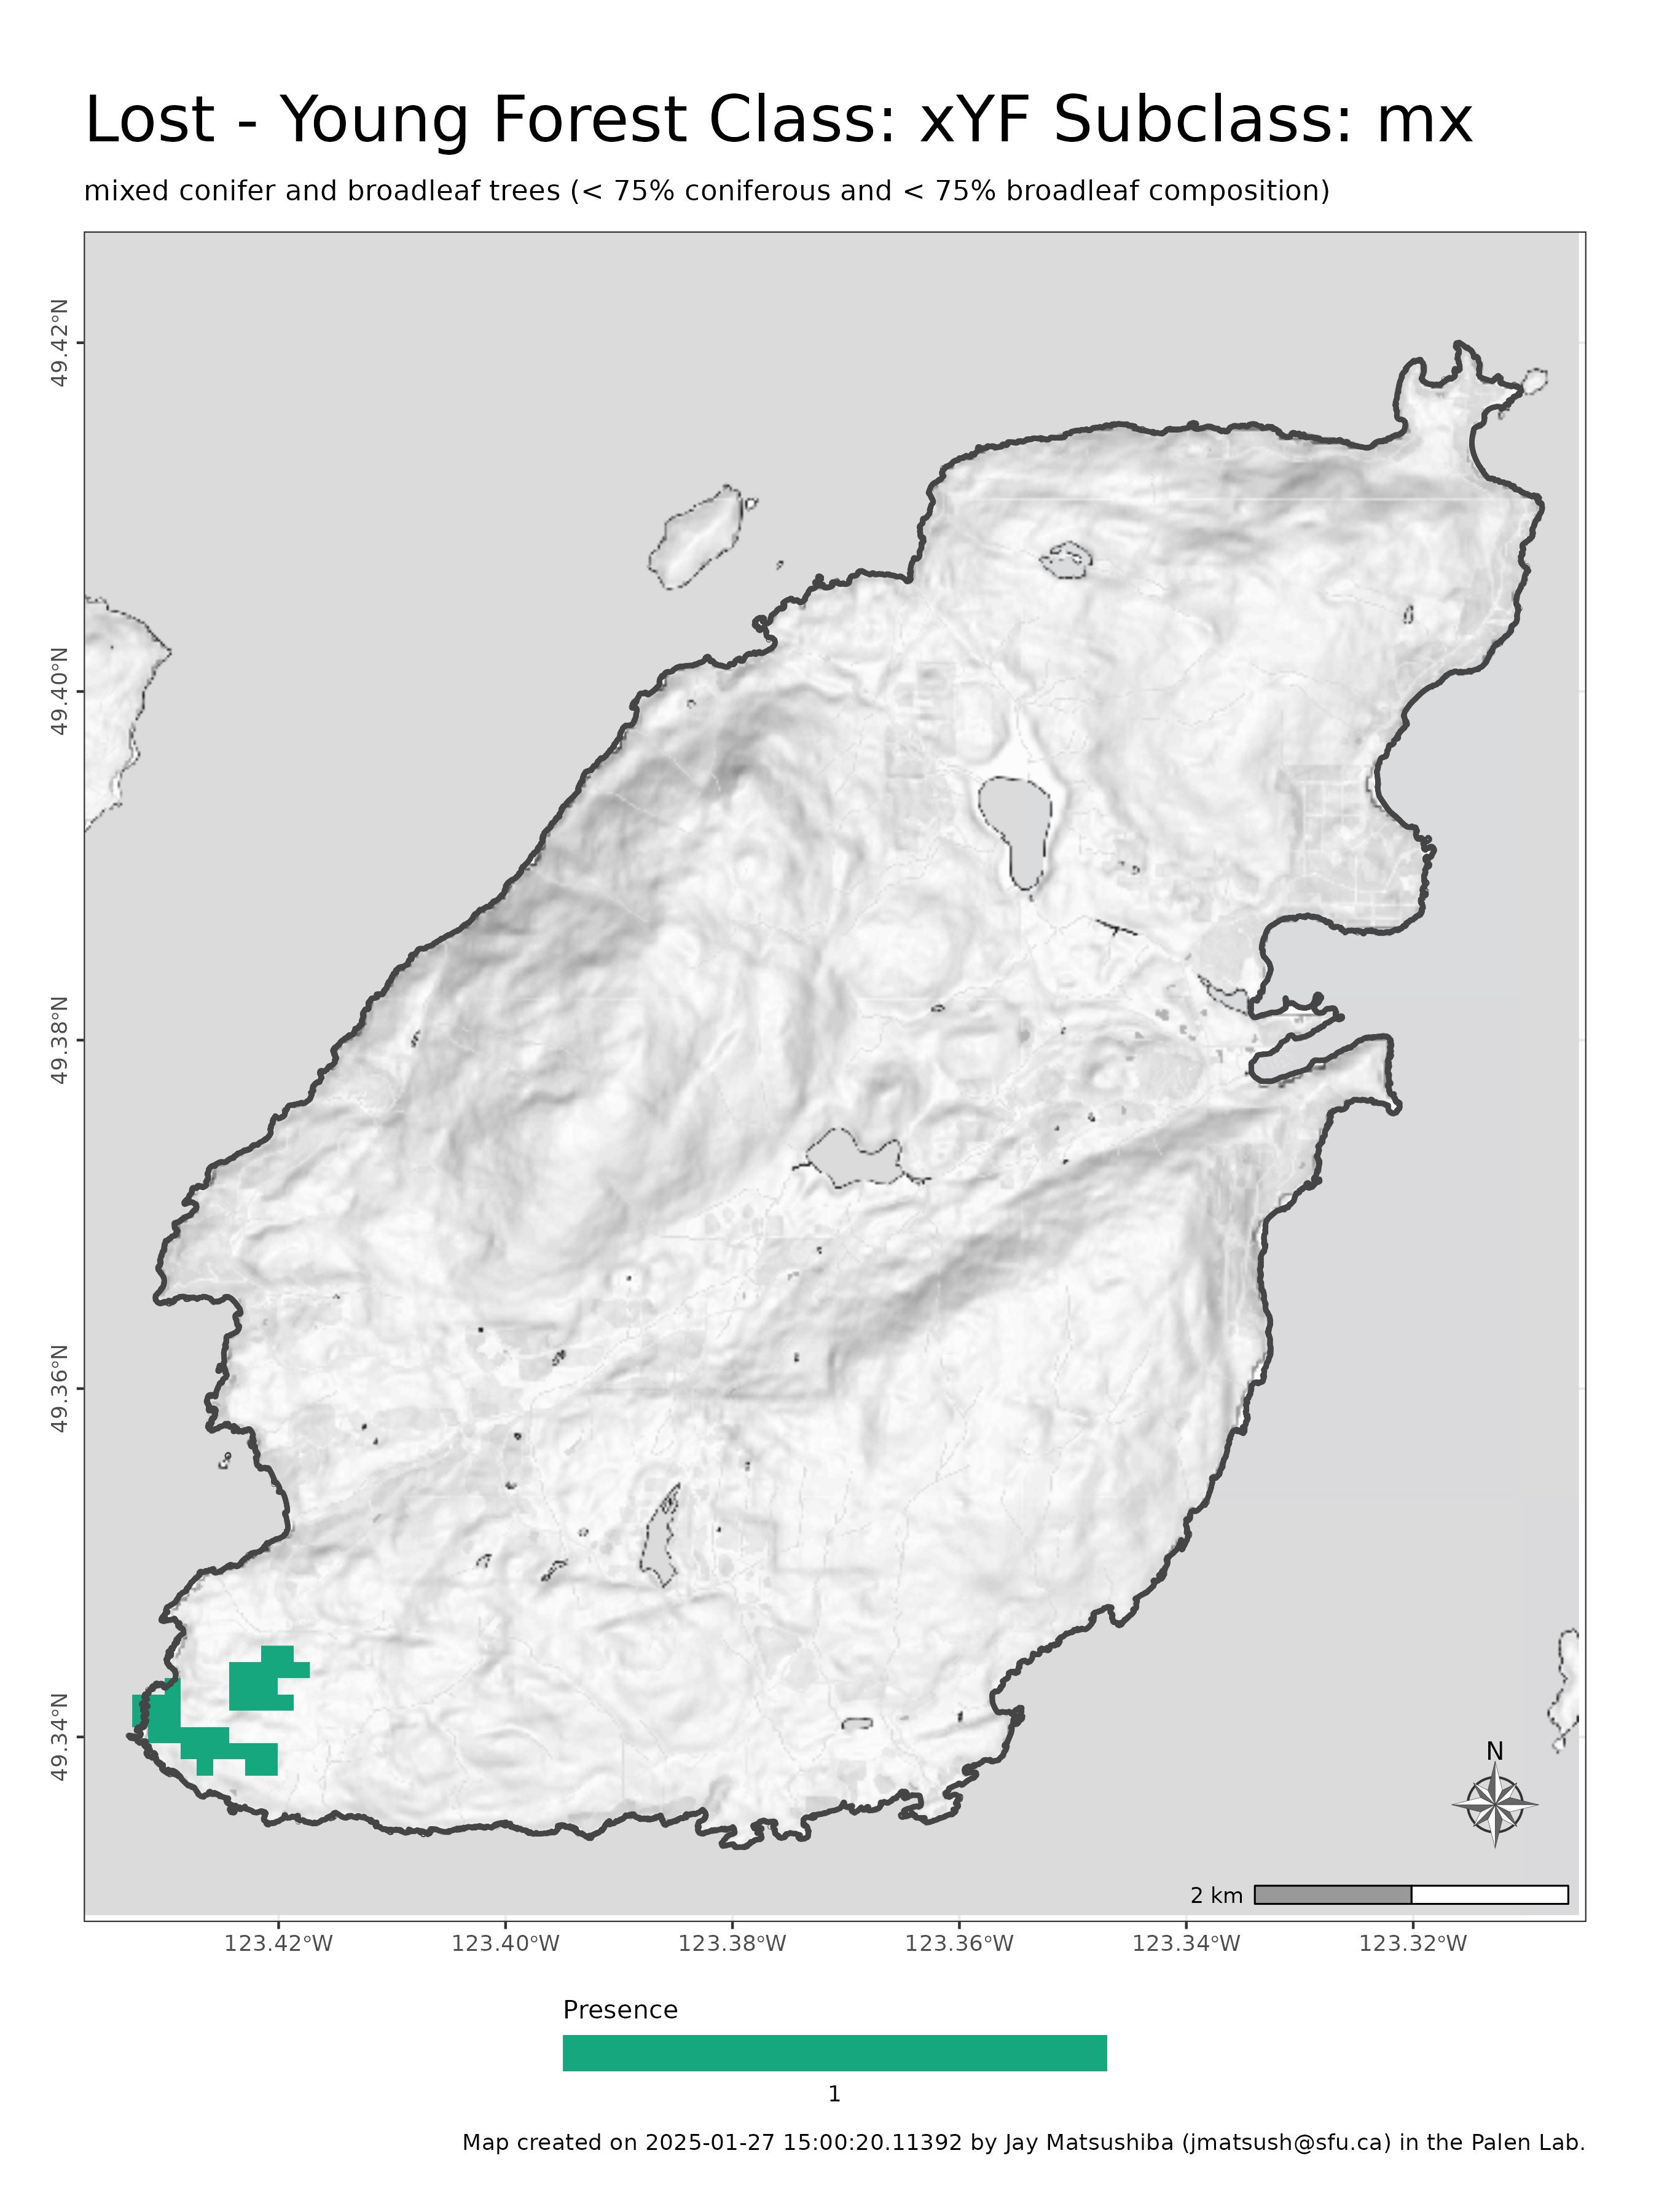 Lost - Young Forest Class: xYF Subclass: mx
mixed conifer and broadleaf trees (< 75% coniferous and < 75% broadleaf composition)
49.42°N
49.40°N
49.38°N
49.36°N
49.34°N
N
2 km
123.42°W 123.40°W 123.38°W 123.36°W 123.34°W 123.32°W
Presence
1
Map created on 2025-01-27 15:00:20.11392 by Jay Matsushiba (jmatsush@sfu.ca) in the Palen Lab.